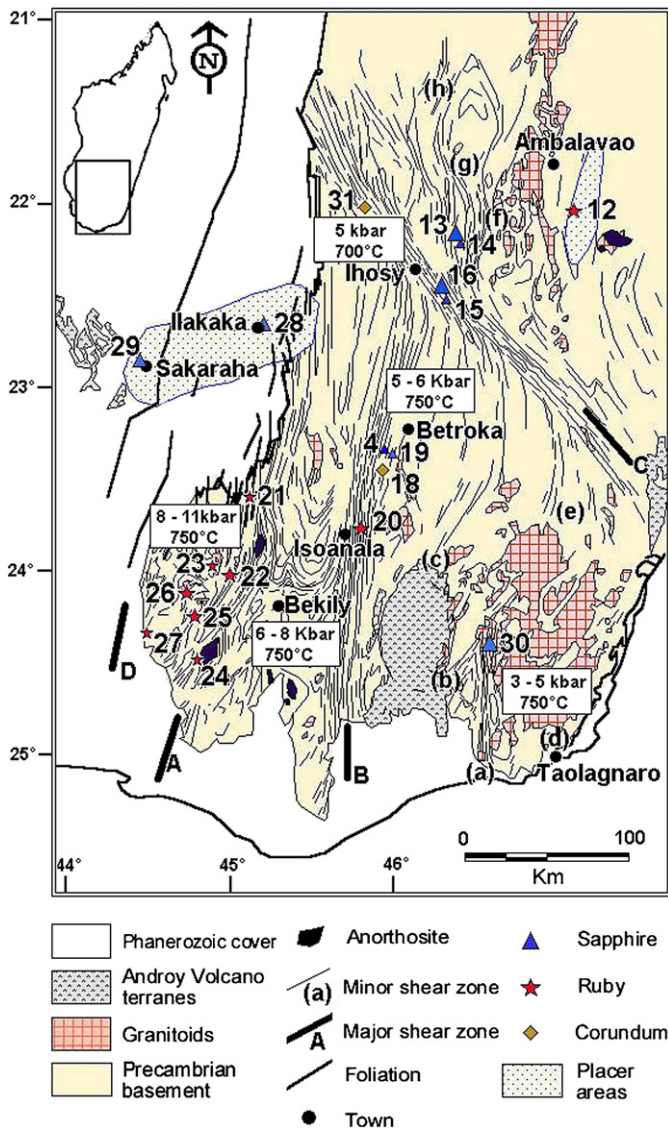 21°
N
(h)
Ambalavao
(g)
22°
31
13
(f)
12
14
5 kbar
700°C
Ihosy
16
15
Ilakaka
28
29
Sakaraha
23°
5 - 6 Kbar
750°C
Betroka
4
19
C
18
21
8 - 11kbar
750°C
20
(e)
Isoanala
23
22
(c)
24°
26
Bekily
25
6 - 8 Kbar
750°C
27
30
24
D
(b)
3 - 5 kbar
750°C
(d)
25°
A
B
(a)
Taolagnaro
0
100
44°
45°
46°
Km
Phanerozoic cover
Anorthosite
Sapphire
Androy Volcano
terranes
(a)
Minor shear zone
Ruby
Granitoids
A
Major shear zone
Corundum
Precambrian
basement
Foliation
Placer
areas
Town